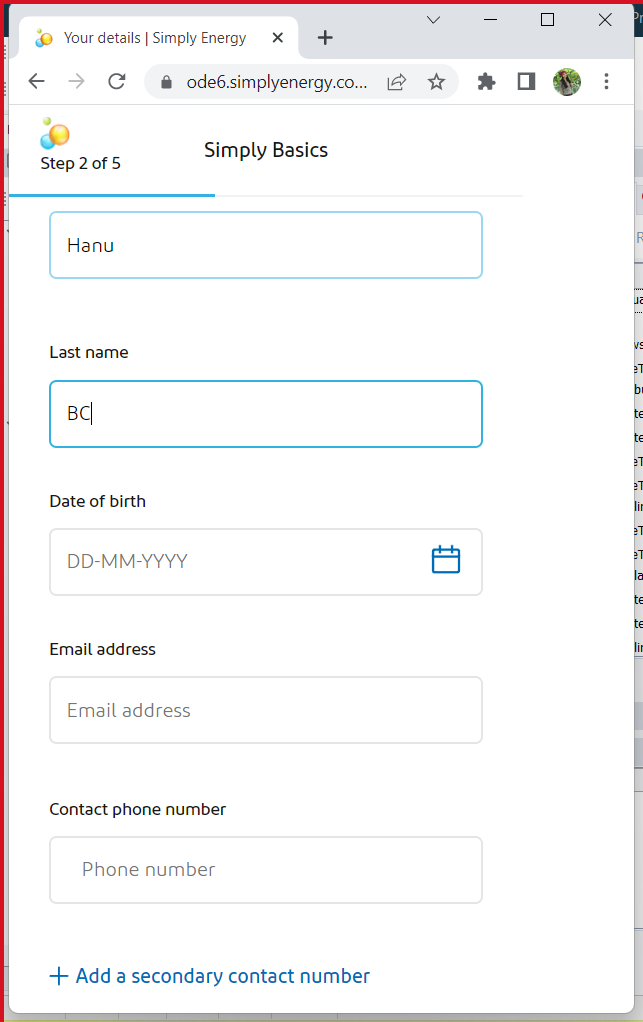 Your details | Simply Energy
ode6.simplyenergy.co...
Step 2 of 5
Simply Basics
Hanu
Last name
BC
Date of birth
DD-MM-YYYY
Email address
Email address
Contact phone number
Phone number
+ Add a secondary contact number